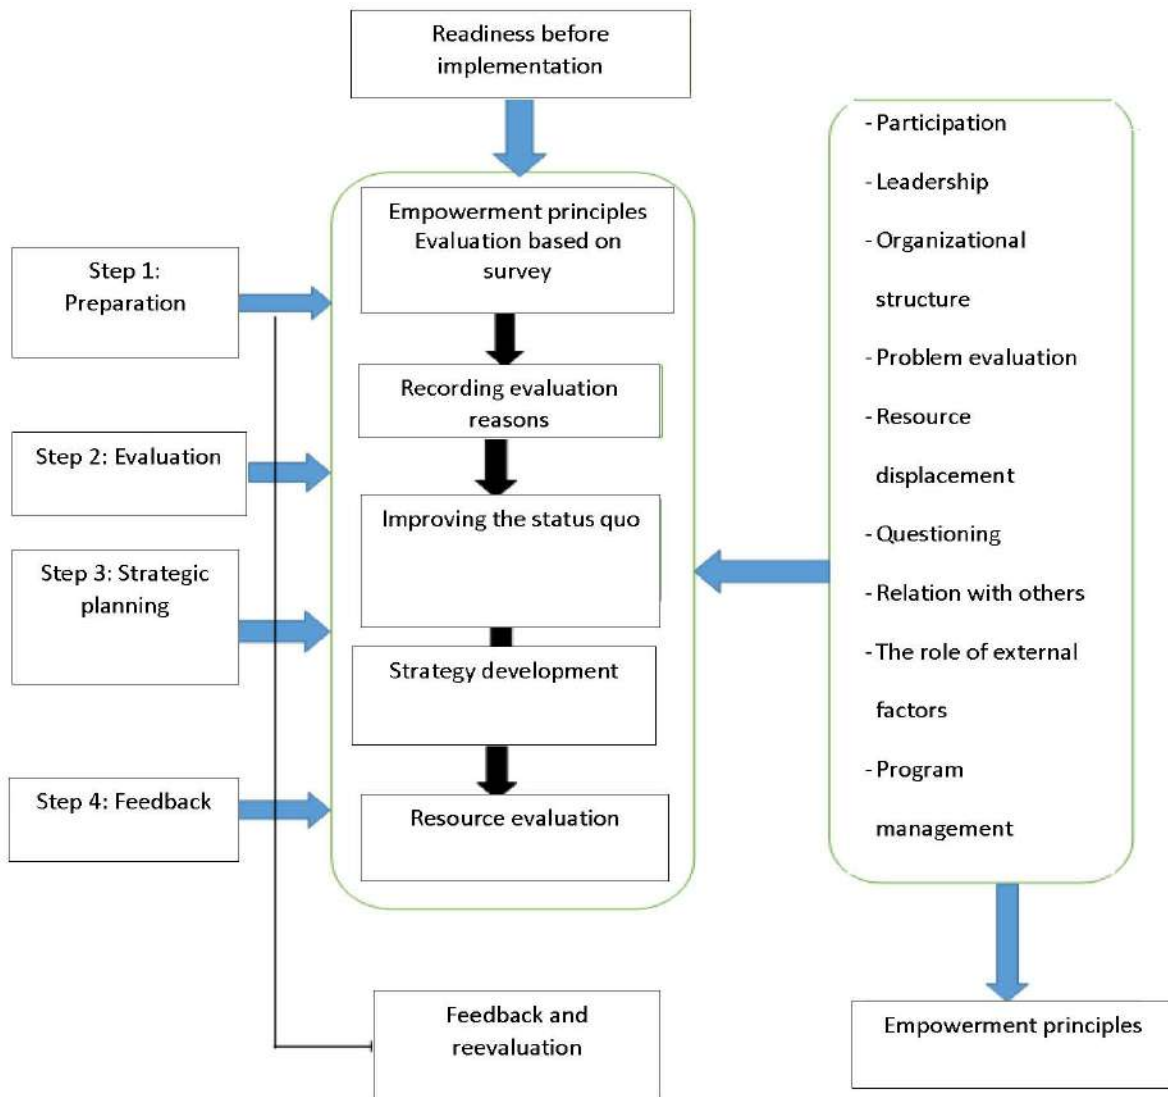 Readiness before
implementation
Empowerment principles
Evaluation based on
survey
Recording evaluation
reasons
Improving the status quo
Strategy development
Resource evaluation
Step 1:
Preparation
Step 2: Evaluation
Step 3: Strategic
planning
Step 4: Feedback
Feedback and
reevaluation
- Participation
- Leadership
- Organizational
structure
- Problem evaluation
- Resource
displacement
- Questioning
- Relation with others
- The role of external
factors
- Program
management
Empowerment principles